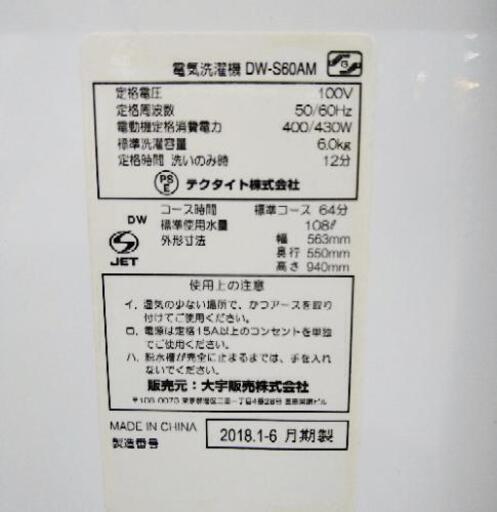 電気洗濯機 DW-S60AM
定格電圧 100V
定格周波数 50/60Hz
電動機定格消費電力 400/430W
標準洗濯容量 6.0kg
定格時間 洗いのみ時 12分
PSE テクタイト株式会社
DW コース時間 標準コース 64分
標準使用水量 108ℓ
外形寸法 幅 563mm
奥行 550mm
高さ 940mm
JET
使用上の注意
イ. 湿気の少ない場所で、かつアースを取り
付けてご使用ください。
ロ. 電源は定格15A以上のコンセントを単独
でご使用ください。
ハ. 脱水槽が完全に止まるまでは、手を入れ
ないでください。
販売元：大宇販売株式会社
MADE IN CHINA
製造番号
2018.1-6 月期製